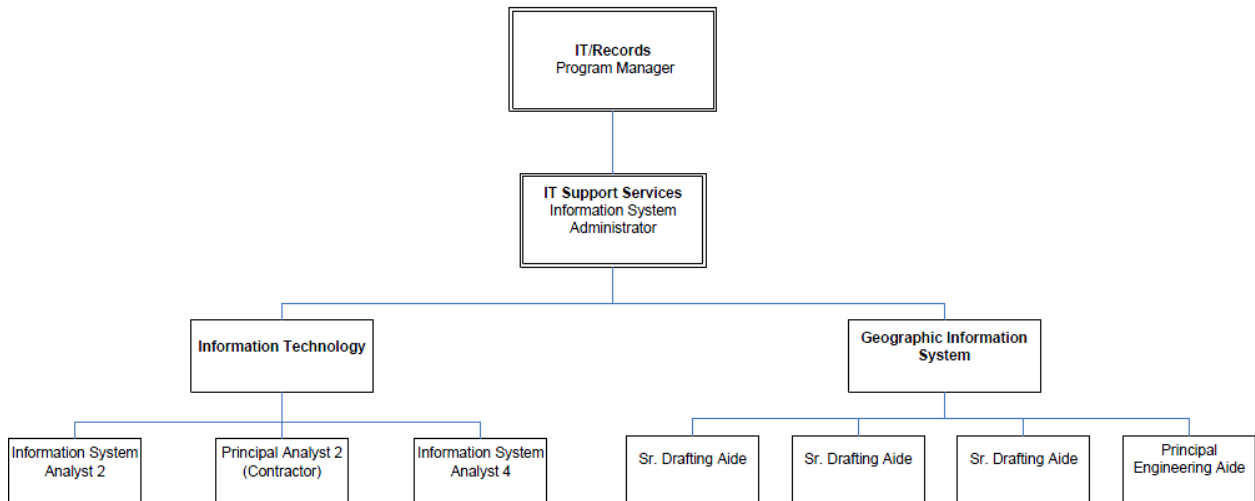 IT/Records
Program Manager
IT Support Services
Information System
Administrator
Information Technology
Geographic Information
System
Information System
Analyst 2
Principal Analyst 2
(Contractor)
Information System
Analyst 4
Sr. Drafting Aide
Sr. Drafting Aide
Sr. Drafting Aide
Principal
Engineering Aide